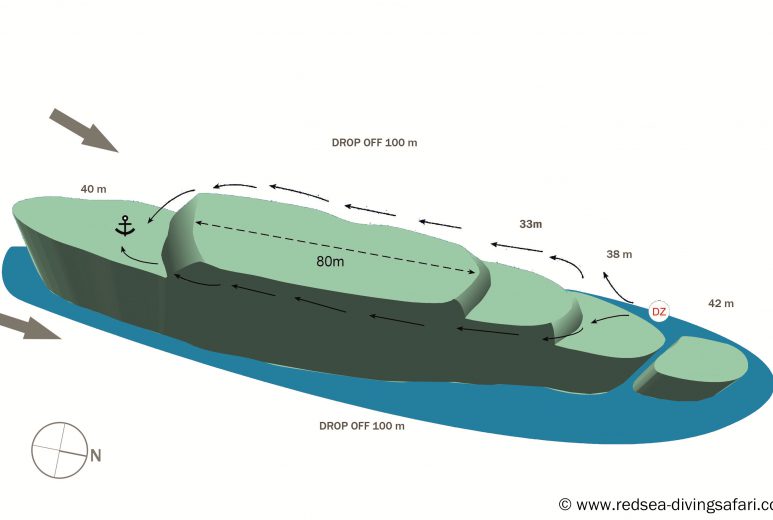 DROP OFF 100 m
40 m
33m
80m
38 m
DZ
42 m
DROP OFF 100 m
N
© www.redsea-divingsafari.co